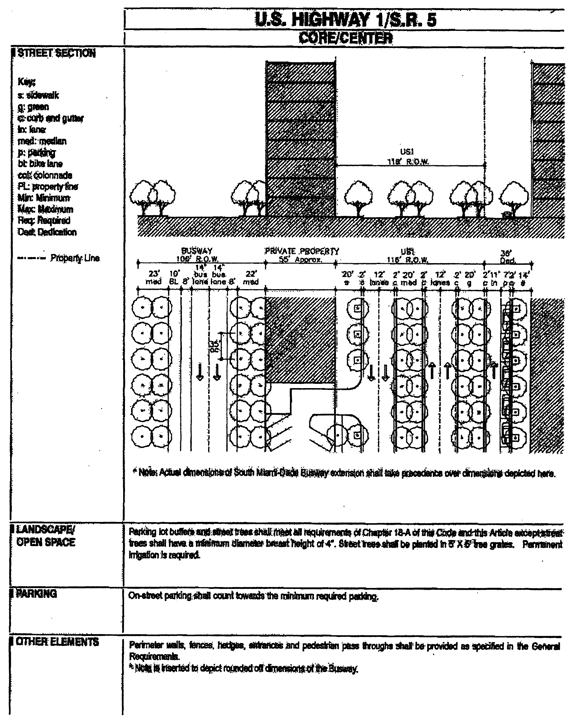 U.S. HIGHWAY 1/S.R. 5
CORE/CENTER
STREET SECTION
Key:
s: sidewalk
g: green
c: curb and gutter
ln: lane
med: median
p: parking
bl: bike lane
col: colonnade
PL: property line
Min: Minimum
Max: Maximum
Req: Required
Ded: Dedication
Property Line
US1
118' R.O.W.
BUSWAY
100' R.O.W.
PRIVATE PROPERTY
55' Approx.
US1
118' R.O.W.
36'
Ded.
23' 10' 8' 14' 14' 8' 22' 20' 2' 12' 2' 20' 2' 12' 2' 20' 2' 11' 7' 2' 14'
med BL bus lane bus lane med s c lanes c med c lanes c g c ln p c s
* Note: Actual dimensions of South Miami-Dade Busway extension shall take precedence over dimensions depicted here.
LANDSCAPE/
OPEN SPACE
Parking lot buffers and street trees shall meet all requirements of Chapter 18-A of this Code and this Article except street
trees shall have a minimum diameter breast height of 4". Street trees shall be planted in 5' X 5' tree grates. Permanent
irrigation is required.
PARKING
On-street parking shall count towards the minimum required parking.
OTHER ELEMENTS
Perimeter walls, fences, hedges, entrances and pedestrian pass throughs shall be provided as specified in the General
Requirements.
* Note is inserted to depict rounded off dimensions of the Busway.